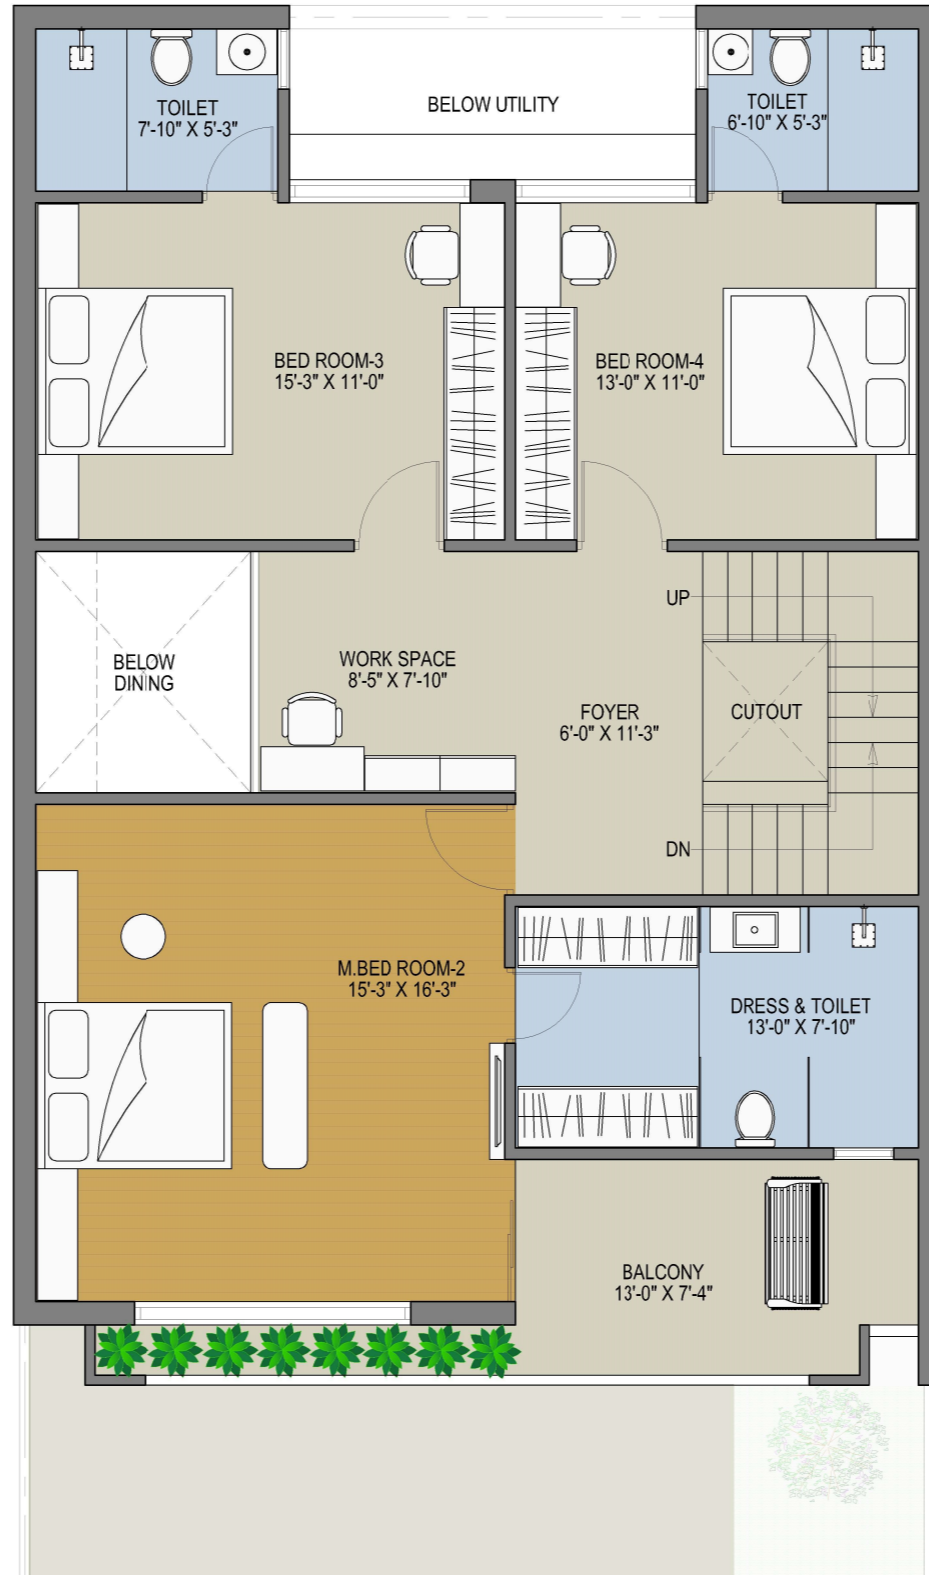 TOILET
7'-10" X 5'-3"
BELOW UTILITY
TOILET
6'-10" X 5'-3"
BED ROOM-3
15'-3" X 11'-0"
BED ROOM-4
13'-0" X 11'-0"
UP
BELOW
DINING
WORK SPACE
8'-5" X 7'-10"
FOYER
6'-0" X 11'-3"
CUTOUT
DN
M.BED ROOM-2
15'-3" X 16'-3"
DRESS & TOILET
13'-0" X 7'-10"
BALCONY
13'-0" X 7'-4"